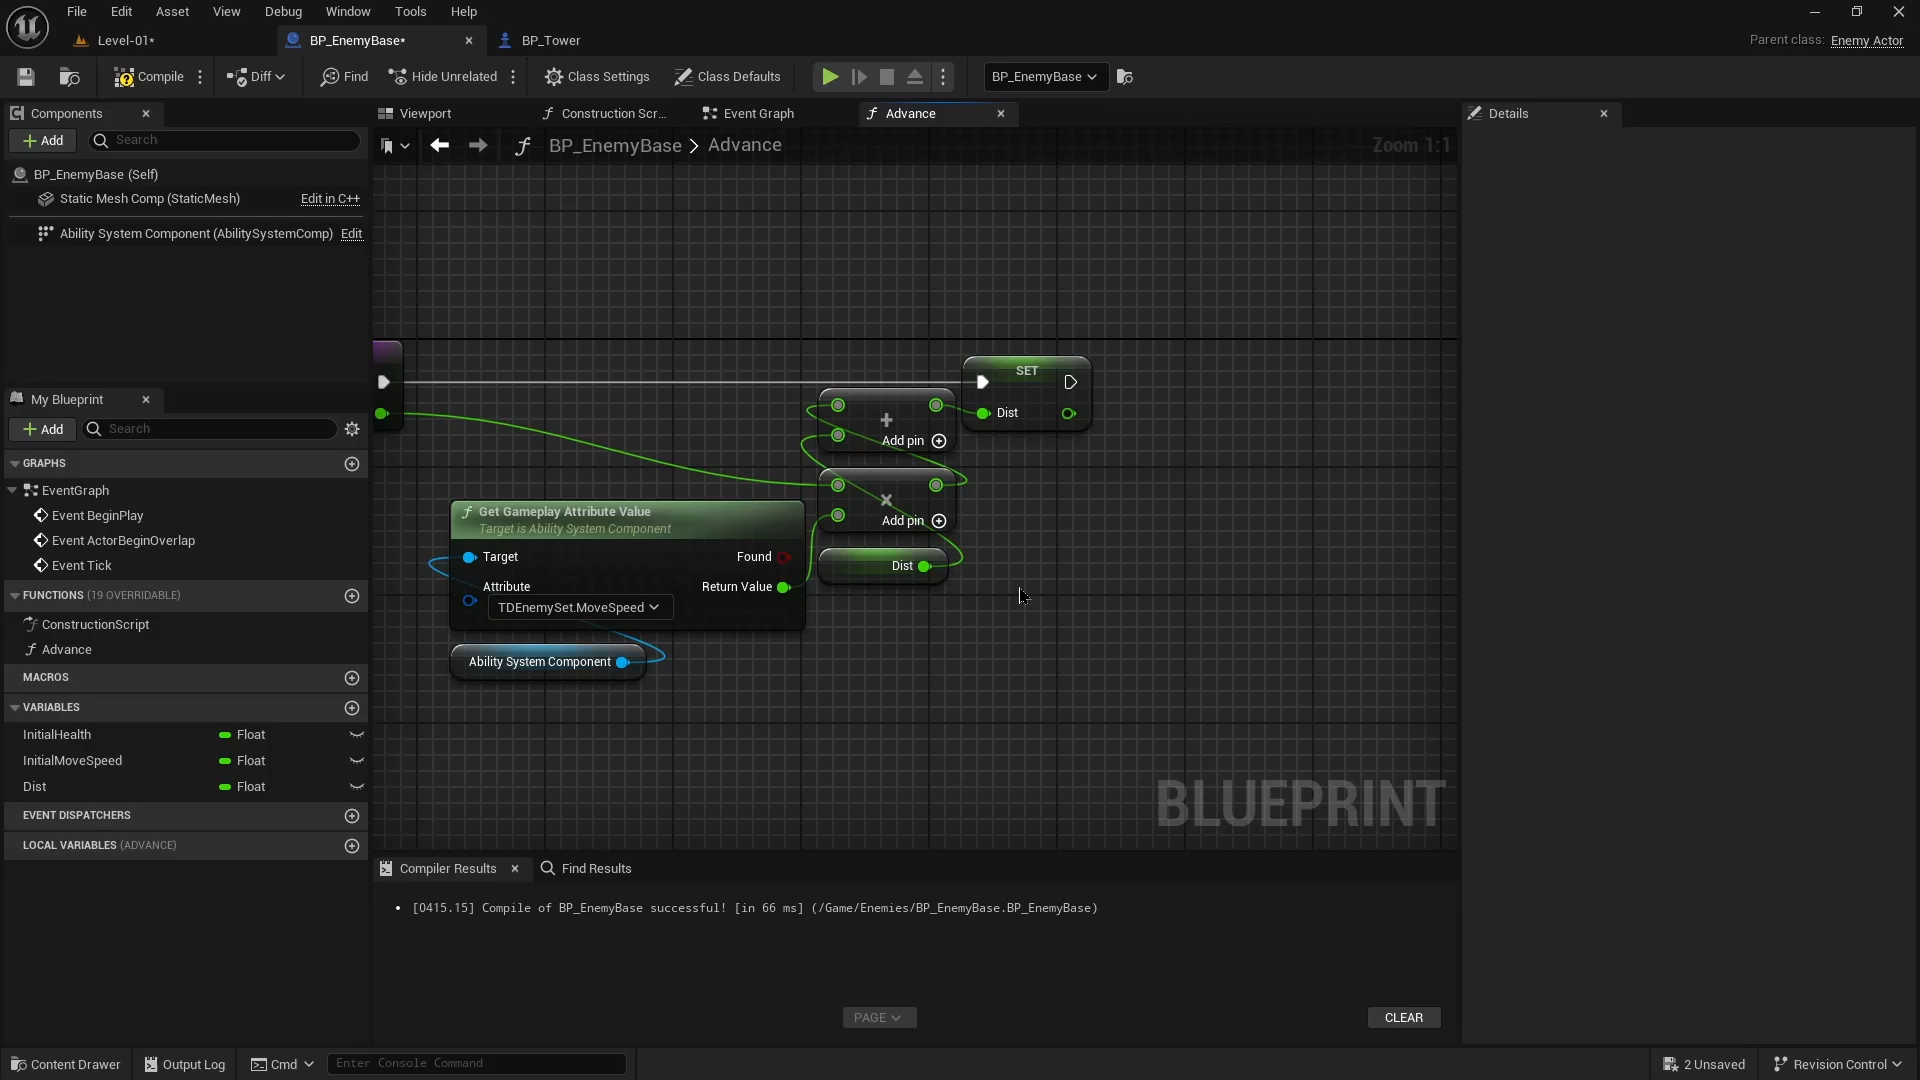 File Edit Asset View Debug Window Tools Help
Level-01* BP_EnemyBase* BP_Tower Parent class: Enemy Actor
Compile Diff Find Hide Unrelated Class Settings Class Defaults BP_EnemyBase
Components
Add Search
BP_EnemyBase (Self)
Static Mesh Comp (StaticMesh) Edit in C++
Ability System Component (AbilitySystemComp) Edit
My Blueprint
Add Search
GRAPHS
EventGraph
Event BeginPlay
Event ActorBeginOverlap
Event Tick
FUNCTIONS (19 OVERRIDABLE)
ConstructionScript
Advance
MACROS
VARIABLES
InitialHealth Float
InitialMoveSpeed Float
Dist Float
EVENT DISPATCHERS
LOCAL VARIABLES (ADVANCE)
Viewport Construction Scr... Event Graph Advance
BP_EnemyBase > Advance Zoom 1:1
SET
Dist
Add pin
Add pin
Dist
Get Gameplay Attribute Value
Target is Ability System Component
Target Found
Attribute Return Value
TDEnemySet.MoveSpeed
Ability System Component
BLUEPRINT
Compiler Results Find Results
[0415.15] Compile of BP_EnemyBase successful! [in 66 ms] (/Game/Enemies/BP_EnemyBase.BP_EnemyBase)
PAGE CLEAR
Details
Content Drawer Output Log Cmd Enter Console Command 2 Unsaved Revision Control